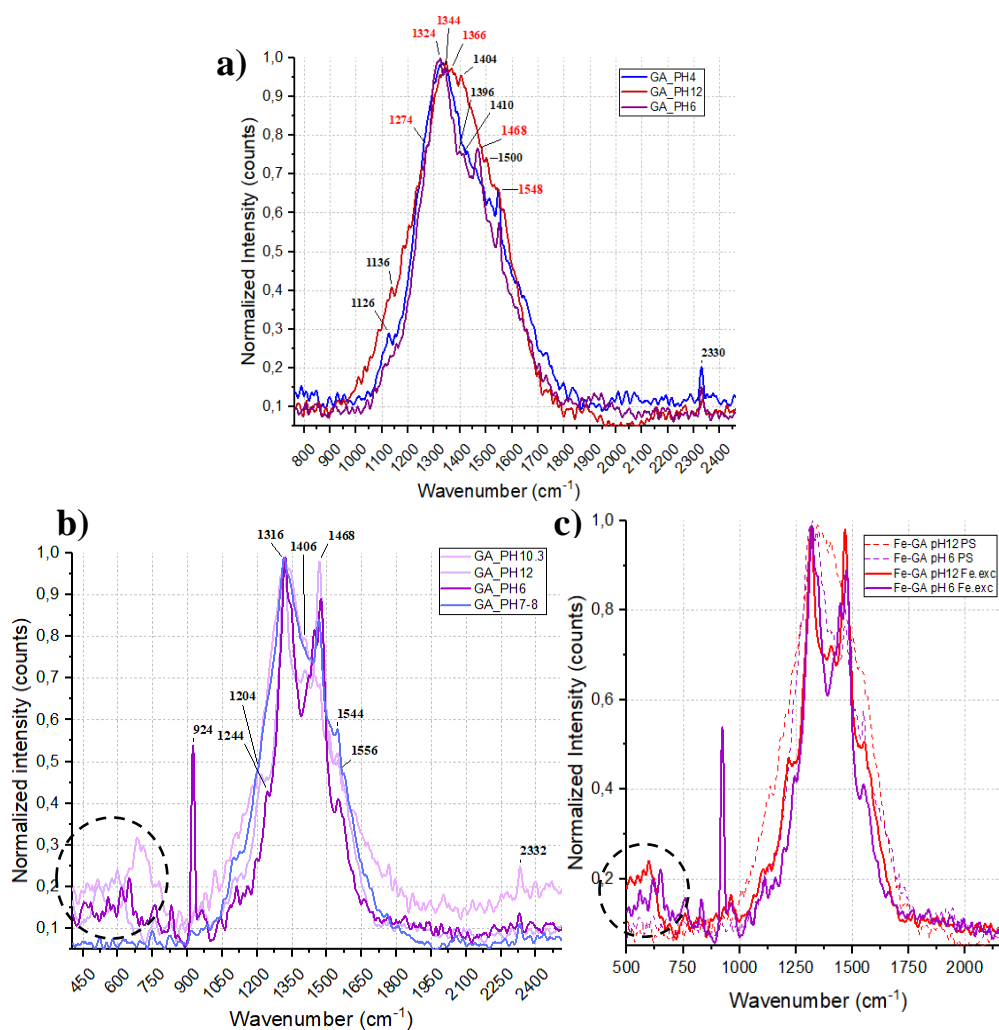 a)
1324
1344
1366
1404
1396
1410
1274
1468
1500
1548
1136
1126
2330
GA_PH4
GA_PH12
GA_PH6
Normalized Intensity (counts)
1,0
0,9
0,8
0,7
0,6
0,5
0,4
0,3
0,2
0,1
800 900 1000 1100 1200 1300 1400 1500 1600 1700 1800 1900 2000 2100 2200 2300 2400
Wavenumber (cm⁻¹)
b)
1316
1406
1468
1204
1244
924
1544
1556
2332
GA_PH10.3
GA_PH12
GA_PH6
GA_PH7-8
Normalized intensity (counts)
1,0
0,9
0,8
0,7
0,6
0,5
0,4
0,3
0,2
0,1
450 600 750 900 1050 1200 1350 1500 1650 1800 1950 2100 2250 2400
Wavenumber (cm⁻¹)
c)
Fe-GA pH12 PS
Fe-GA pH 6 PS
Fe-GA pH12 Fe.exc
Fe-GA pH 6 Fe.exc
Normalized intensity (counts)
1,0
0,8
0,6
0,4
0,2
500 750 1000 1250 1500 1750 2000
Wavenumber (cm⁻¹)